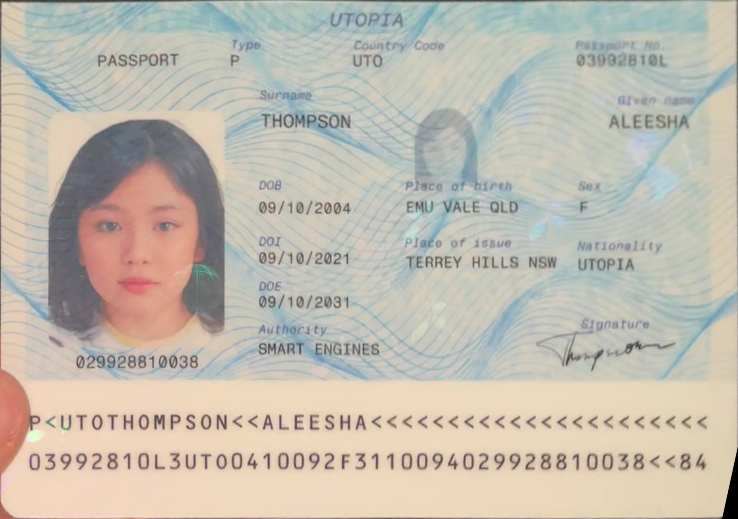 UTOPIA
PASSPORT
Type
P
Country Code
UTO
Passport No.
03992810L
Surname
THOMPSON
Given name
ALEESHA
DOB
09/10/2004
Place of birth
EMU VALE QLD
Sex
F
DOI
09/10/2021
Place of issue
TERREY HILLS NSW
Nationality
UTOPIA
DOE
09/10/2031
Authority
SMART ENGINES
Signature
Thompson
029928810038
P<UTOTHOMPSON<<ALEESHA<<<<<<<<<<<<<<<<<<<<<<
03992810L3UTO0410092F3110094029928810038<<84